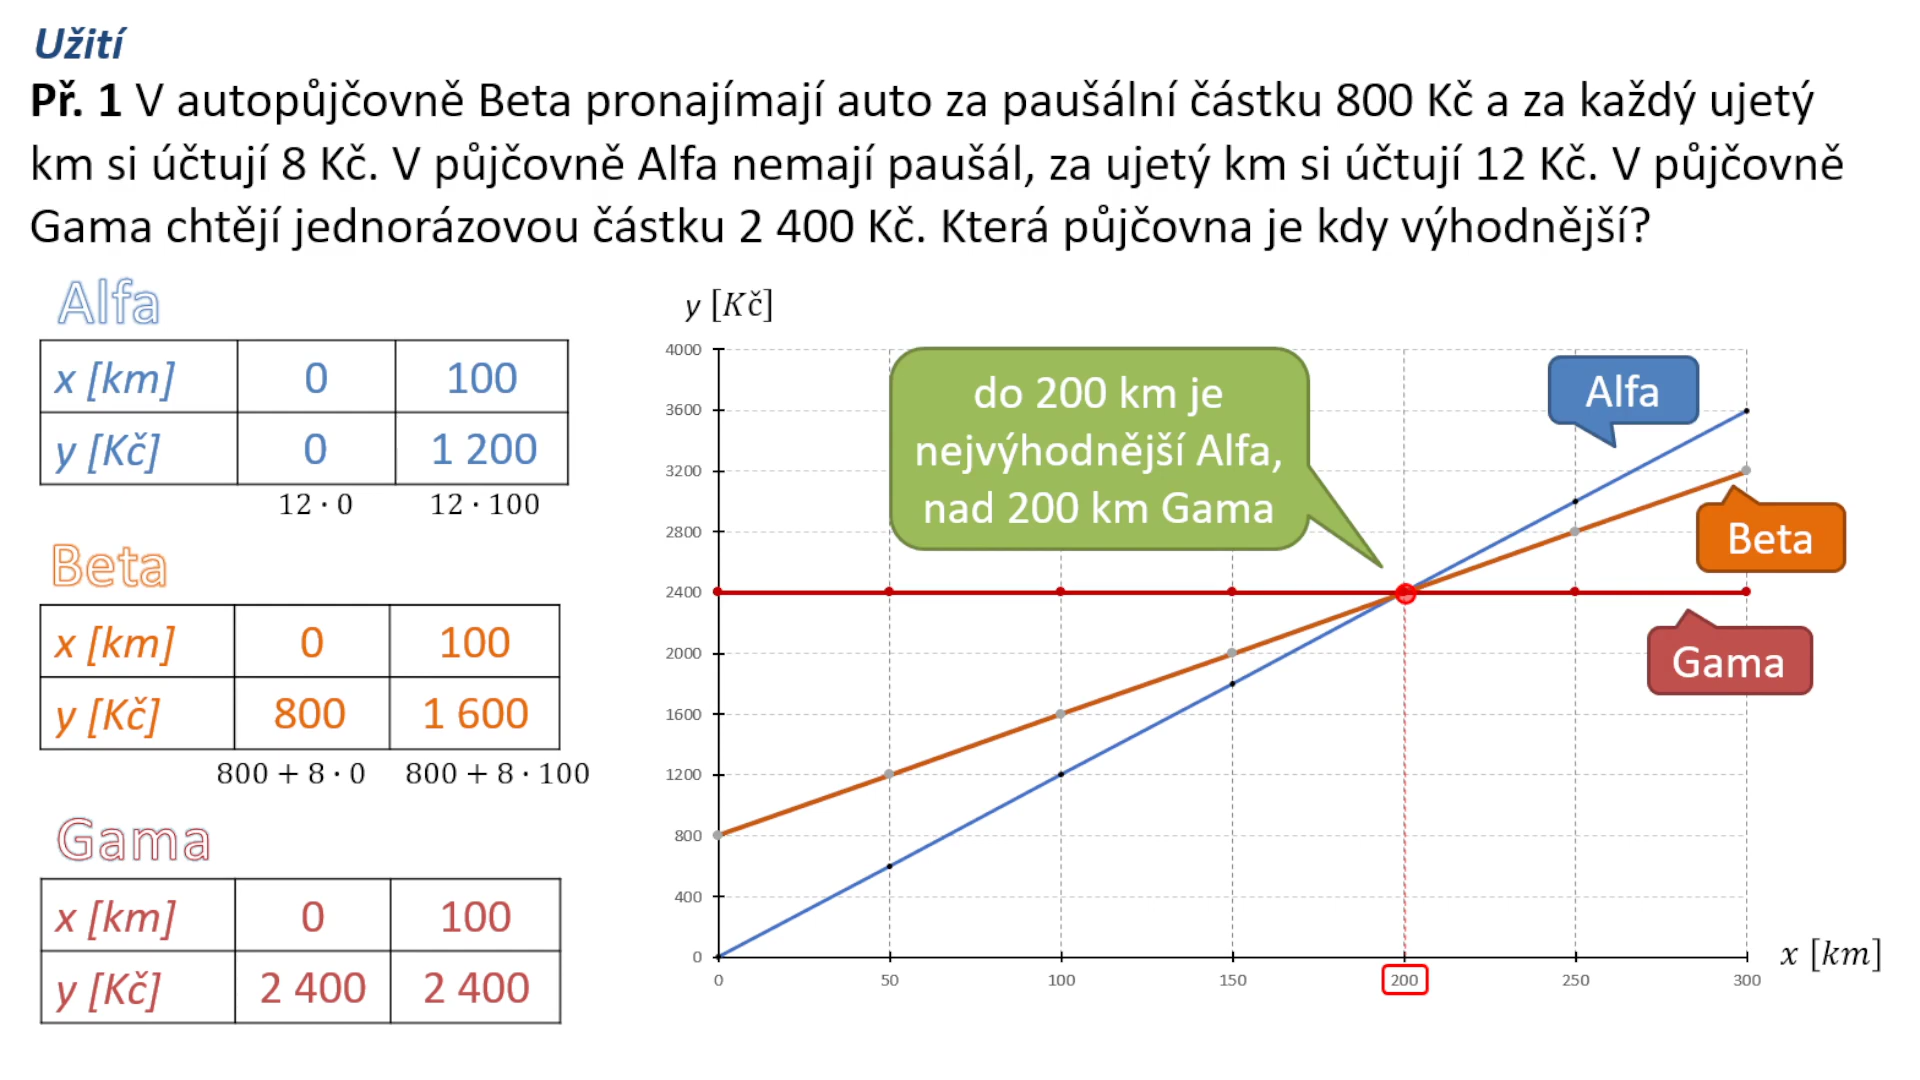 Užití
Př. 1 V autopůjčovně Beta pronajímají auto za paušální částku 800 Kč a za každý ujetý
km si účtují 8 Kč. V půjčovně Alfa nemají paušál, za ujetý km si účtují 12 Kč. V půjčovně
Gama chtějí jednorázovou částku 2 400 Kč. Která půjčovna je kdy výhodnější?
Alfa
x [km] 0 100
y [Kč] 0 1 200
12 · 0 12 · 100
Beta
x [km] 0 100
y [Kč] 800 1 600
800 + 8 · 0 800 + 8 · 100
Gama
x [km] 0 100
y [Kč] 2 400 2 400
y [Kč]
4000
3600
3200
2800
2400
2000
1600
1200
800
400
0
do 200 km je
nejvýhodnější Alfa,
nad 200 km Gama
Alfa
Beta
Gama
0 50 100 150 200 250 300
x [km]